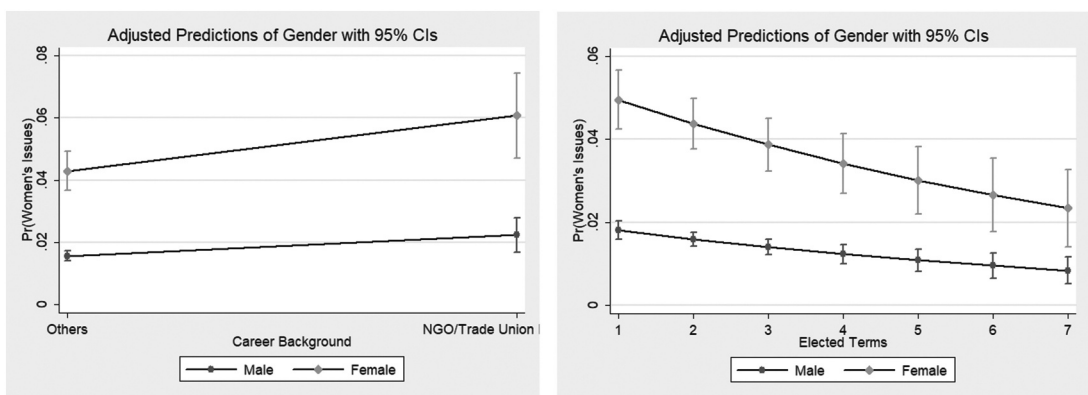 Adjusted Predictions of Gender with 95% CIs
Pr(Women's Issues)
.08
.06
.04
.02
0
Others
NGO/Trade Union
Career Background
Male
Female
Adjusted Predictions of Gender with 95% CIs
Pr(Women's Issues)
.06
.04
.02
0
1 2 3 4 5 6 7
Elected Terms
Male
Female